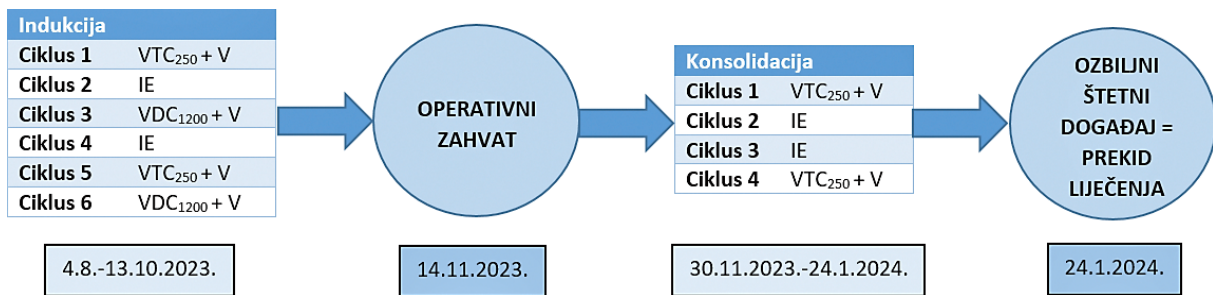 Indukcija
Ciklus 1 VTC250 + V
Ciklus 2 IE
Ciklus 3 VDC1200 + V
Ciklus 4 IE
Ciklus 5 VTC250 + V
Ciklus 6 VDC1200 + V
4.8.-13.10.2023.
OPERATIVNI
ZAHVAT
14.11.2023.
Konsolidacija
Ciklus 1 VTC250 + V
Ciklus 2 IE
Ciklus 3 IE
Ciklus 4 VTC250 + V
30.11.2023.-24.1.2024.
OZBILJNI
ŠTETNI
DOGAĐAJ =
PREKID
LIJEČENJA
24.1.2024.